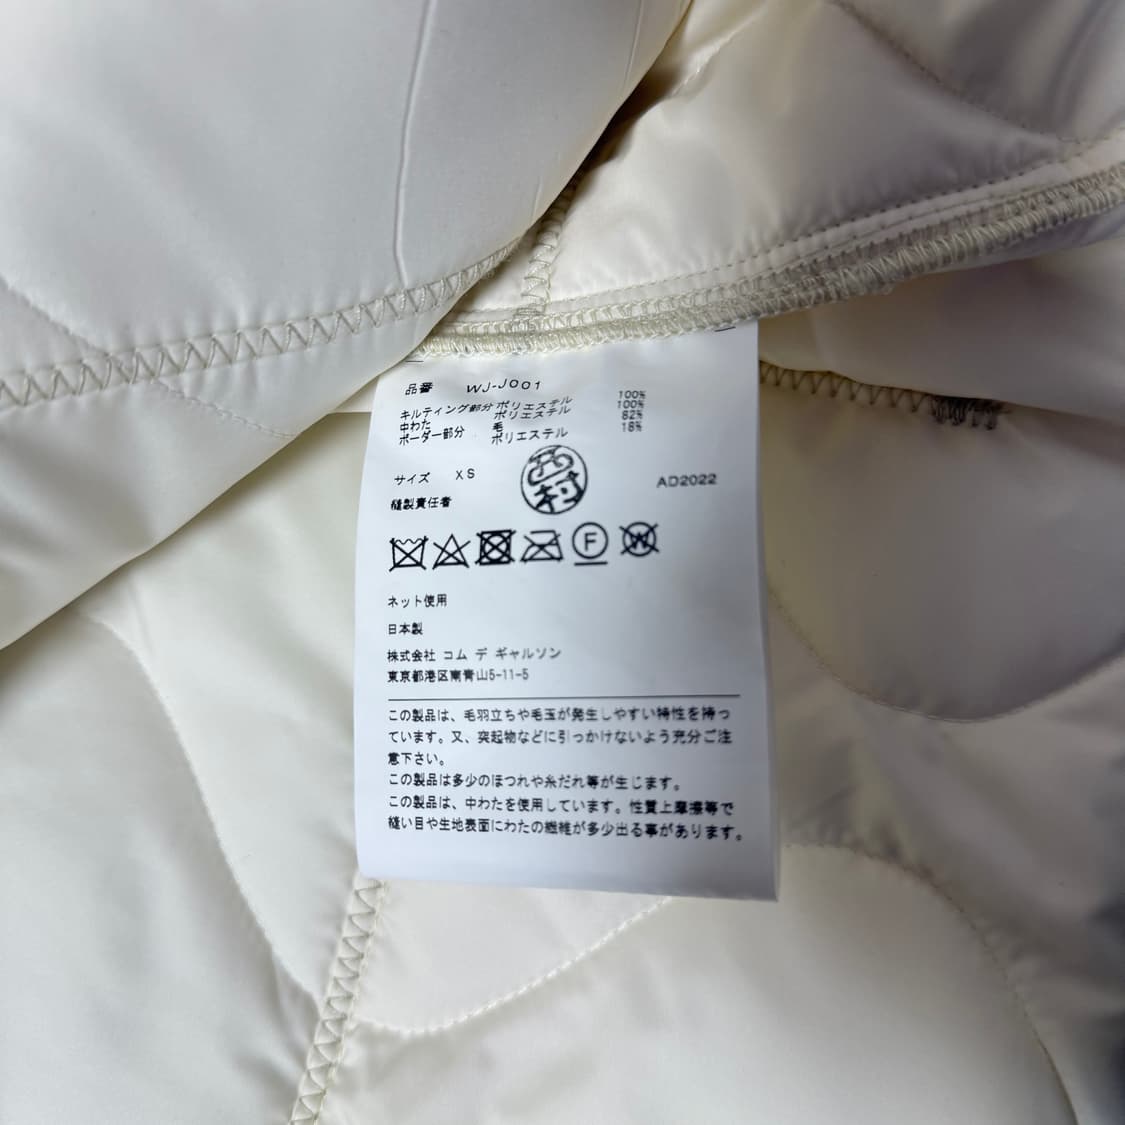 品番 WJ-J001
キルティング部分 ポリエステル 100%
中わた ポリエステル 100%
ボーダー部分 毛 82%
ポリエステル 18%
サイズ XS
西村
AD2022
縫製責任者
F W
ネット使用
日本製
株式会社 コム デ ギャルソン
東京都港区南青山5-11-5
この製品は、毛羽立ちや毛玉が発生しやすい特性を持っ
ています。又、突起物などに引っかけないよう充分ご注
意下さい。
この製品は多少のほつれや糸だれ等が生じます。
この製品は、中わたを使用しています。性質上摩擦等で
縫い目や生地表面にわたの繊維が多少出る事があります。